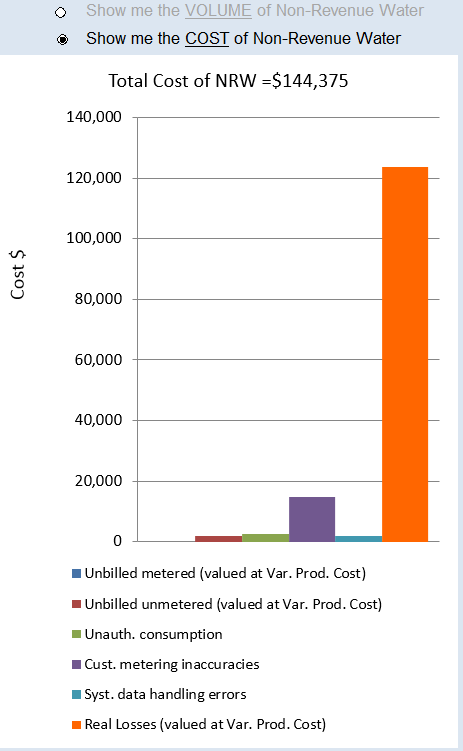 Show me the VOLUME of Non-Revenue Water
Show me the COST of Non-Revenue Water
Total Cost of NRW =$144,375
140,000
120,000
100,000
80,000
60,000
40,000
20,000
0
Cost $
Unbilled metered (valued at Var. Prod. Cost)
Unbilled unmetered (valued at Var. Prod. Cost)
Unauth. consumption
Cust. metering inaccuracies
Syst. data handling errors
Real Losses (valued at Var. Prod. Cost)